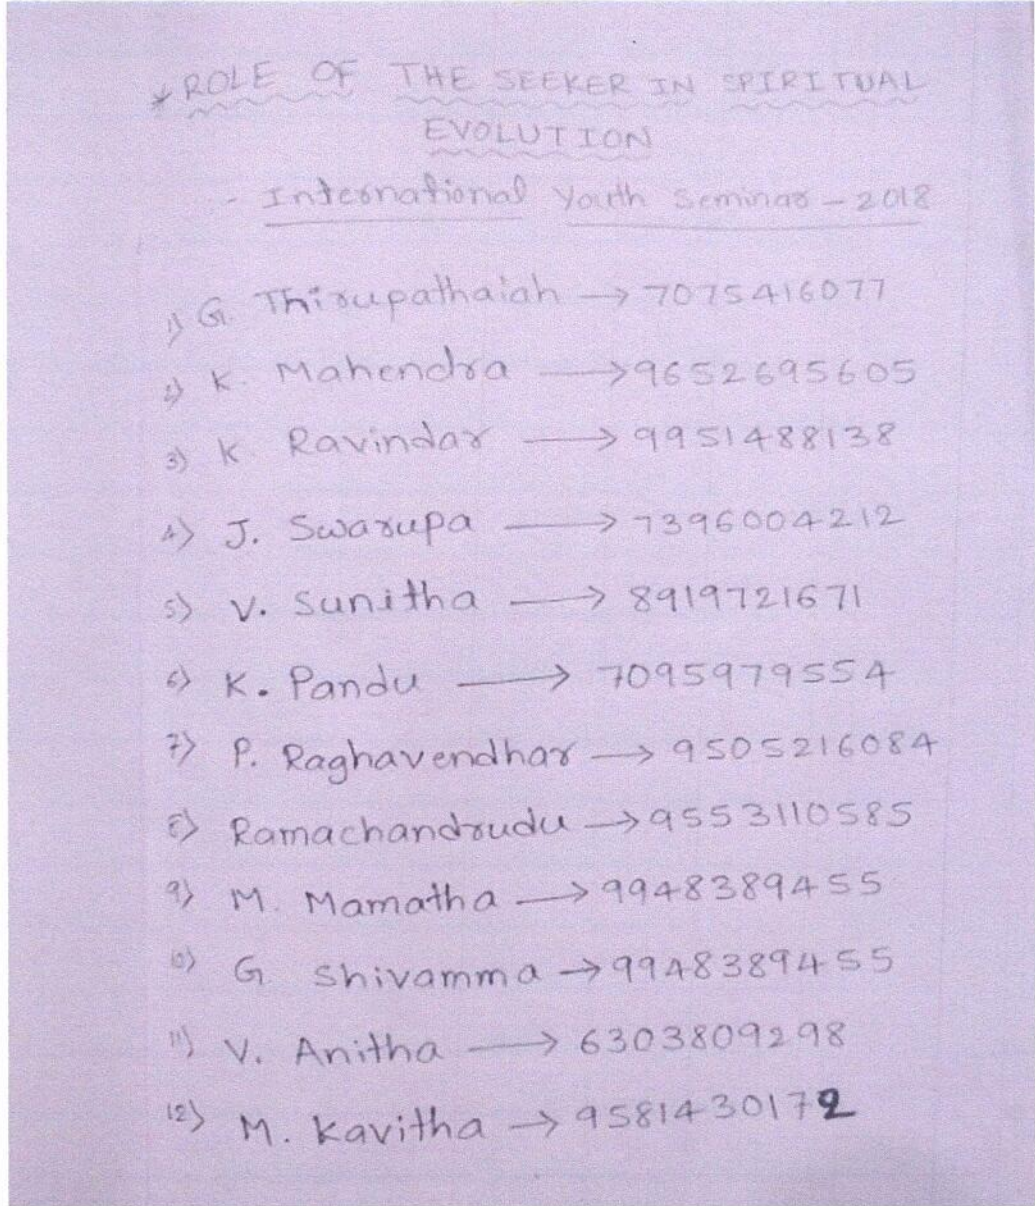 * ROLE OF THE SEEKER IN SPIRITUAL
EVOLUTION
- International Youth Seminar - 2018
1) G. Thirupathaiah → 7075416077
2) K. Mahendra → 9652695605
3) K Ravindar → 9951488138
4) J. Swarupa → 7396004212
5) V. Sunitha → 8919721671
6) K. Pandu → 7095979554
7) P. Raghavendhar → 9505216084
8) Ramachandrudu → 9553110585
9) M. Mamatha → 9948389455
10) G. Shivamma → 9948389455
11) V. Anitha → 6303809298
12) M. Kavitha → 9581430172